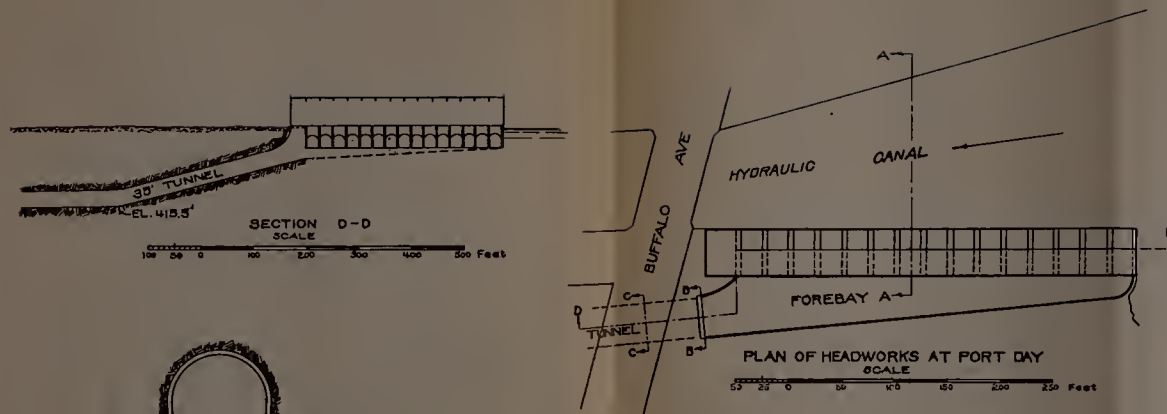 35' TUNNEL
EL. 415.5'
SECTION D-D
SCALE
100 50 0 100 200 300 400 500 Feet
A
HYDRAULIC CANAL
BUFFALO AVE
FOREBAY A
D
C
B
TUNNEL
C
B
PLAN OF HEADWORKS AT PORT DAY
SCALE
50 25 0 50 100 150 200 250 Feet